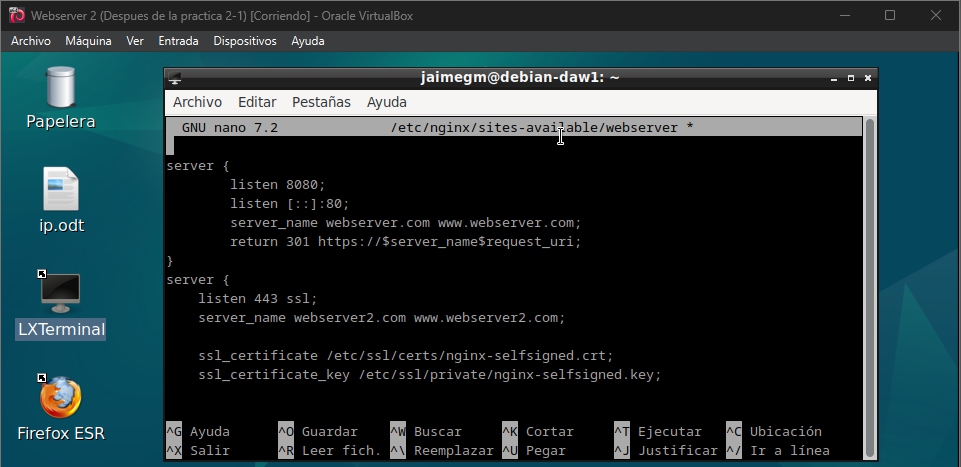 Webserver 2 (Despues de la practica 2-1) [Corriendo] - Oracle VirtualBox
Archivo Máquina Ver Entrada Dispositivos Ayuda
Papelera
ip.odt
LXTerminal
Firefox ESR
jaimegm@debian-daw1: ~
Archivo Editar Pestañas Ayuda
GNU nano 7.2 /etc/nginx/sites-available/webserver *
server {
listen 8080;
listen [::]:80;
server_name webserver.com www.webserver.com;
return 301 https://$server_name$request_uri;
}
server {
listen 443 ssl;
server_name webserver2.com www.webserver2.com;
ssl_certificate /etc/ssl/certs/nginx-selfsigned.crt;
ssl_certificate_key /etc/ssl/private/nginx-selfsigned.key;
^G Ayuda ^O Guardar ^W Buscar ^K Cortar ^T Ejecutar ^C Ubicación
^X Salir ^R Leer fich. ^\ Reemplazar ^U Pegar ^J Justificar ^/ Ir a línea